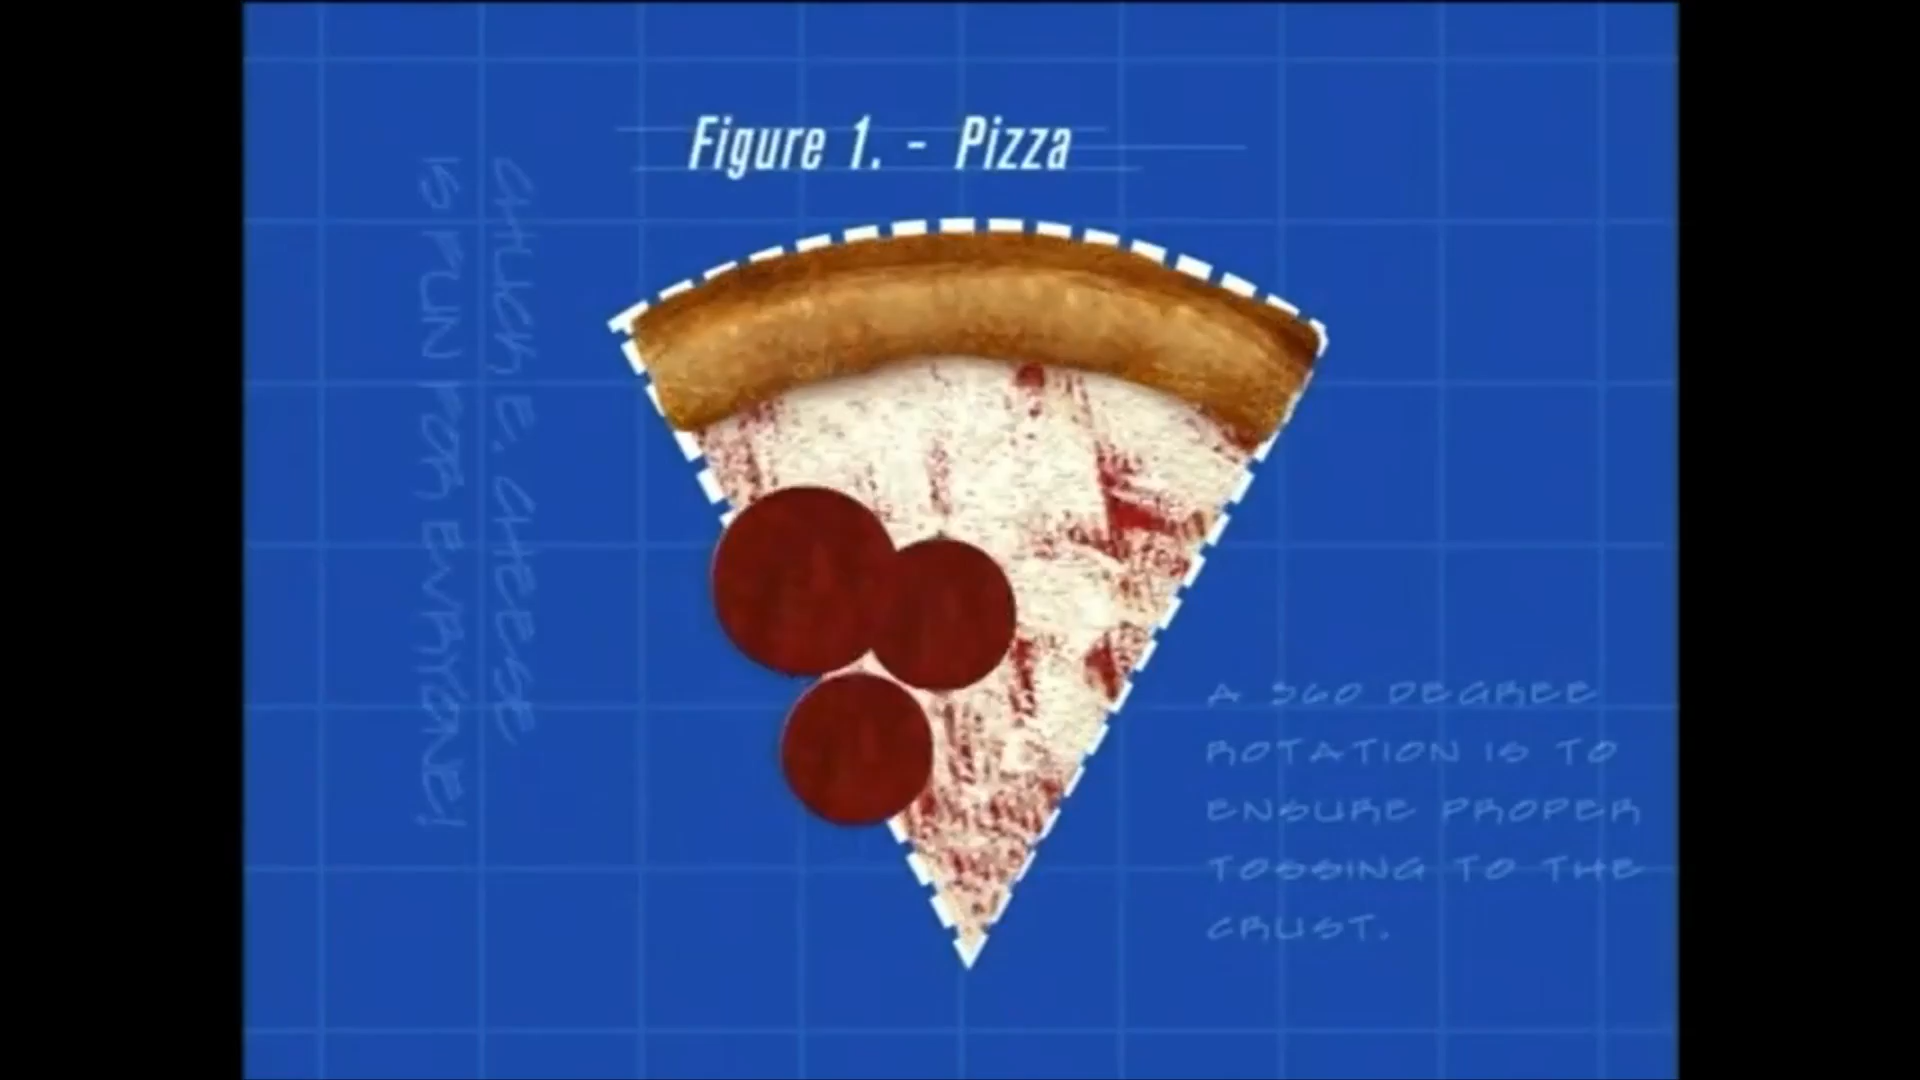 Figure 1. - Pizza
CHUCK E. CHEESE
IS FUN FOR EVERYONE!
A 360 DEGREE
ROTATION IS TO
ENSURE PROPER
TOSSING TO THE
CRUST.